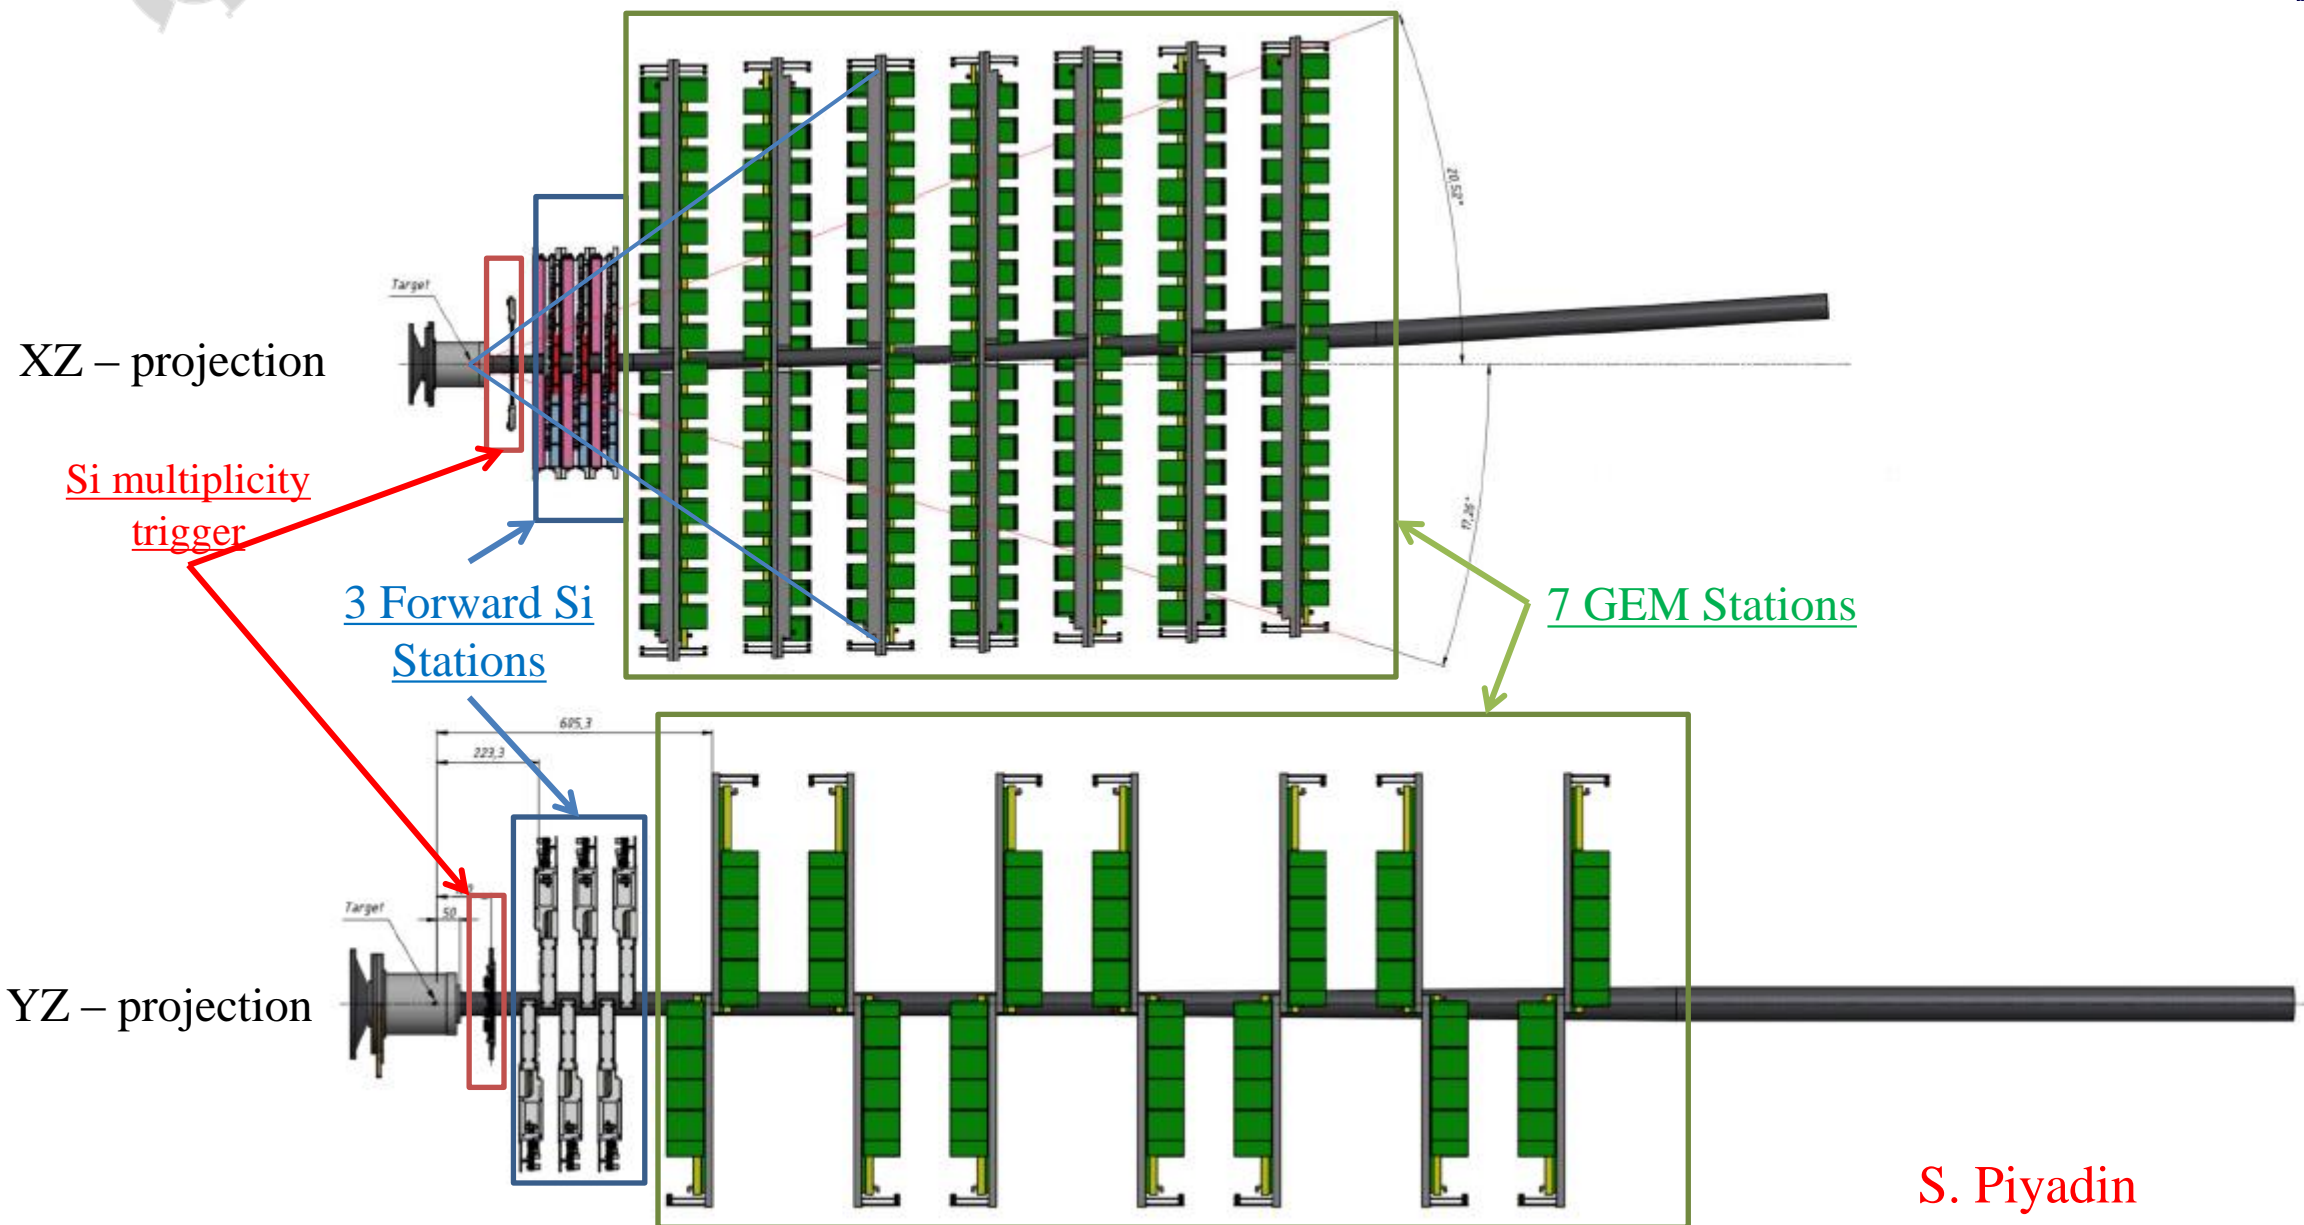 Target
20,52°
XZ – projection
Si multiplicity
trigger
17,26°
3 Forward Si
Stations
7 GEM Stations
605,3
223,3
Target
50
YZ – projection
S. Piyadin